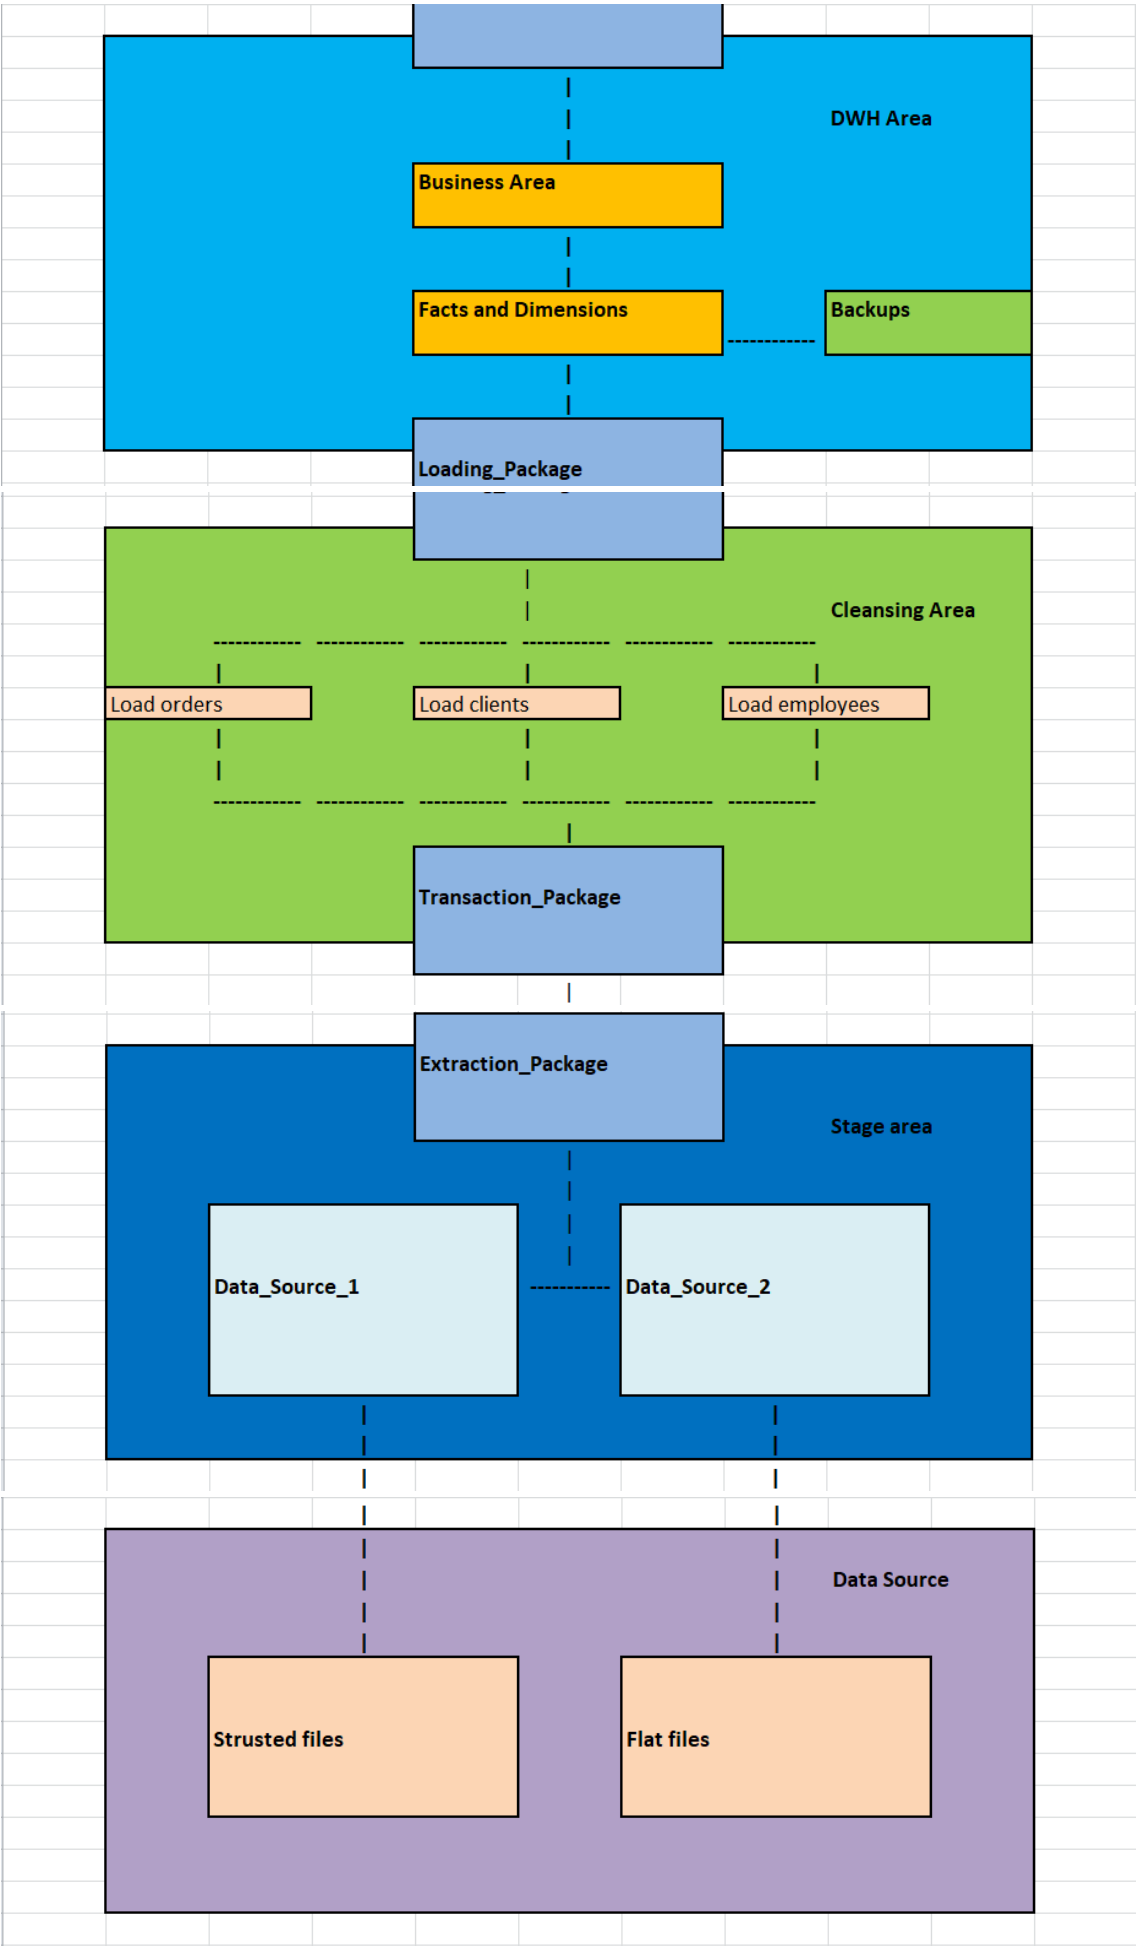 DWH Area
Business Area
Facts and Dimensions
Backups
Loading_Package
Cleansing Area
Load orders
Load clients
Load employees
Transaction_Package
Extraction_Package
Stage area
Data_Source_1
Data_Source_2
Data Source
Strusted files
Flat files